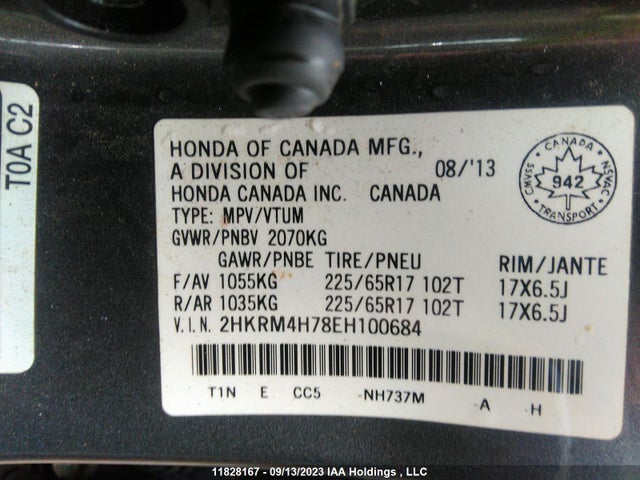 T0A C2
HONDA OF CANADA MFG.,
A DIVISION OF 08/'13
HONDA CANADA INC. CANADA
TYPE: MPV/VTUM
GVWR/PNBV 2070KG
GAWR/PNBE TIRE/PNEU RIM/JANTE
F/AV 1055KG 225/65R17 102T 17X6.5J
R/AR 1035KG 225/65R17 102T 17X6.5J
V.I.N. 2HKRM4H78EH100684
T1N E CC5 -NH737M -A -H
CANADA
CMVSS 942 NSVAC
TRANSPORT
11828167 - 09/13/2023 IAA Holdings , LLC